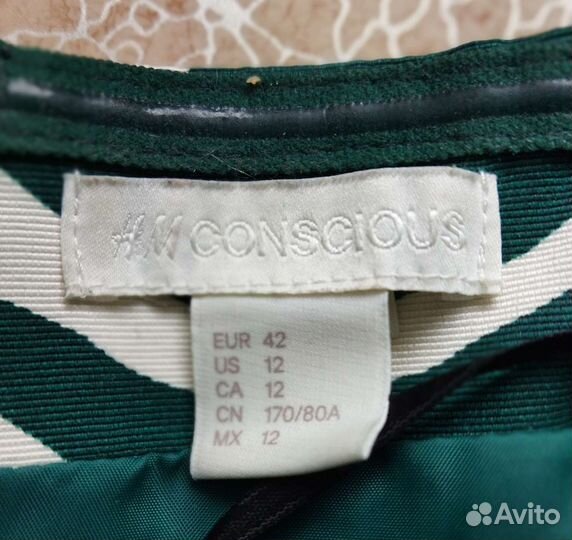 H&M CONSCIOUS
EUR 42
US 12
CA 12
CN 170/80A
MX 12
Avito